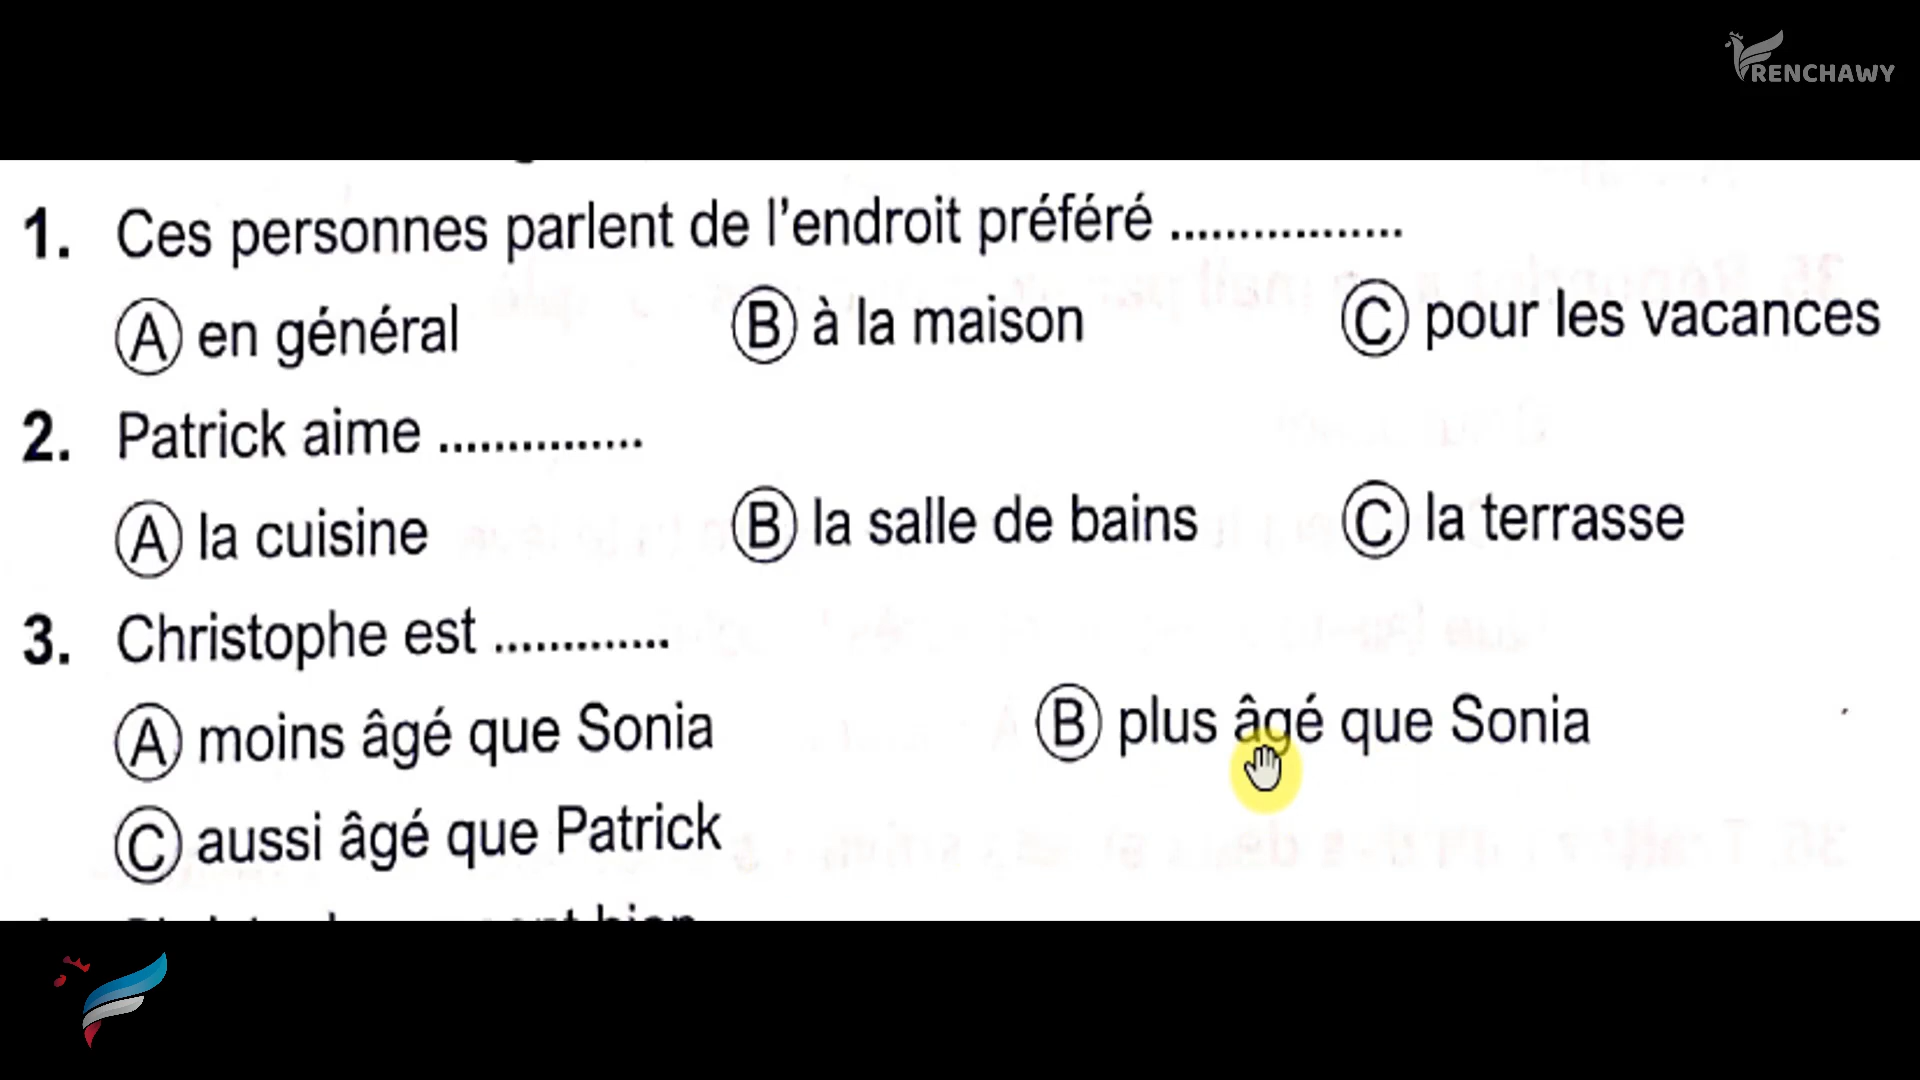 RENCHAWY
1. Ces personnes parlent de l'endroit préféré .................
A en général B à la maison C pour les vacances
2. Patrick aime ...............
A la cuisine B la salle de bains C la terrasse
3. Christophe est .............
A moins âgé que Sonia B plus âgé que Sonia
C aussi âgé que Patrick